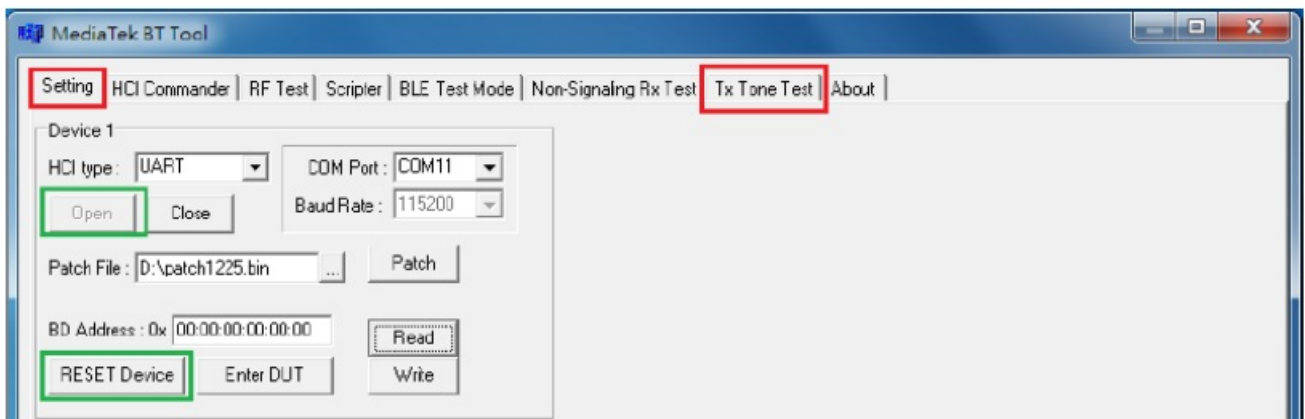 MediaTek BT Tool
Setting HCI Commander RF Test Scripter BLE Test Mode Non-Signaling Rx Test Tx Tone Test About
Device 1
HCI type : UART COM Port : COM11
Open Close Baud Rate : 115200
Patch File : D:\patch1225.bin ... Patch
BD Address : 0x 00:00:00:00:00:00 Read
RESET Device Enter DUT Write